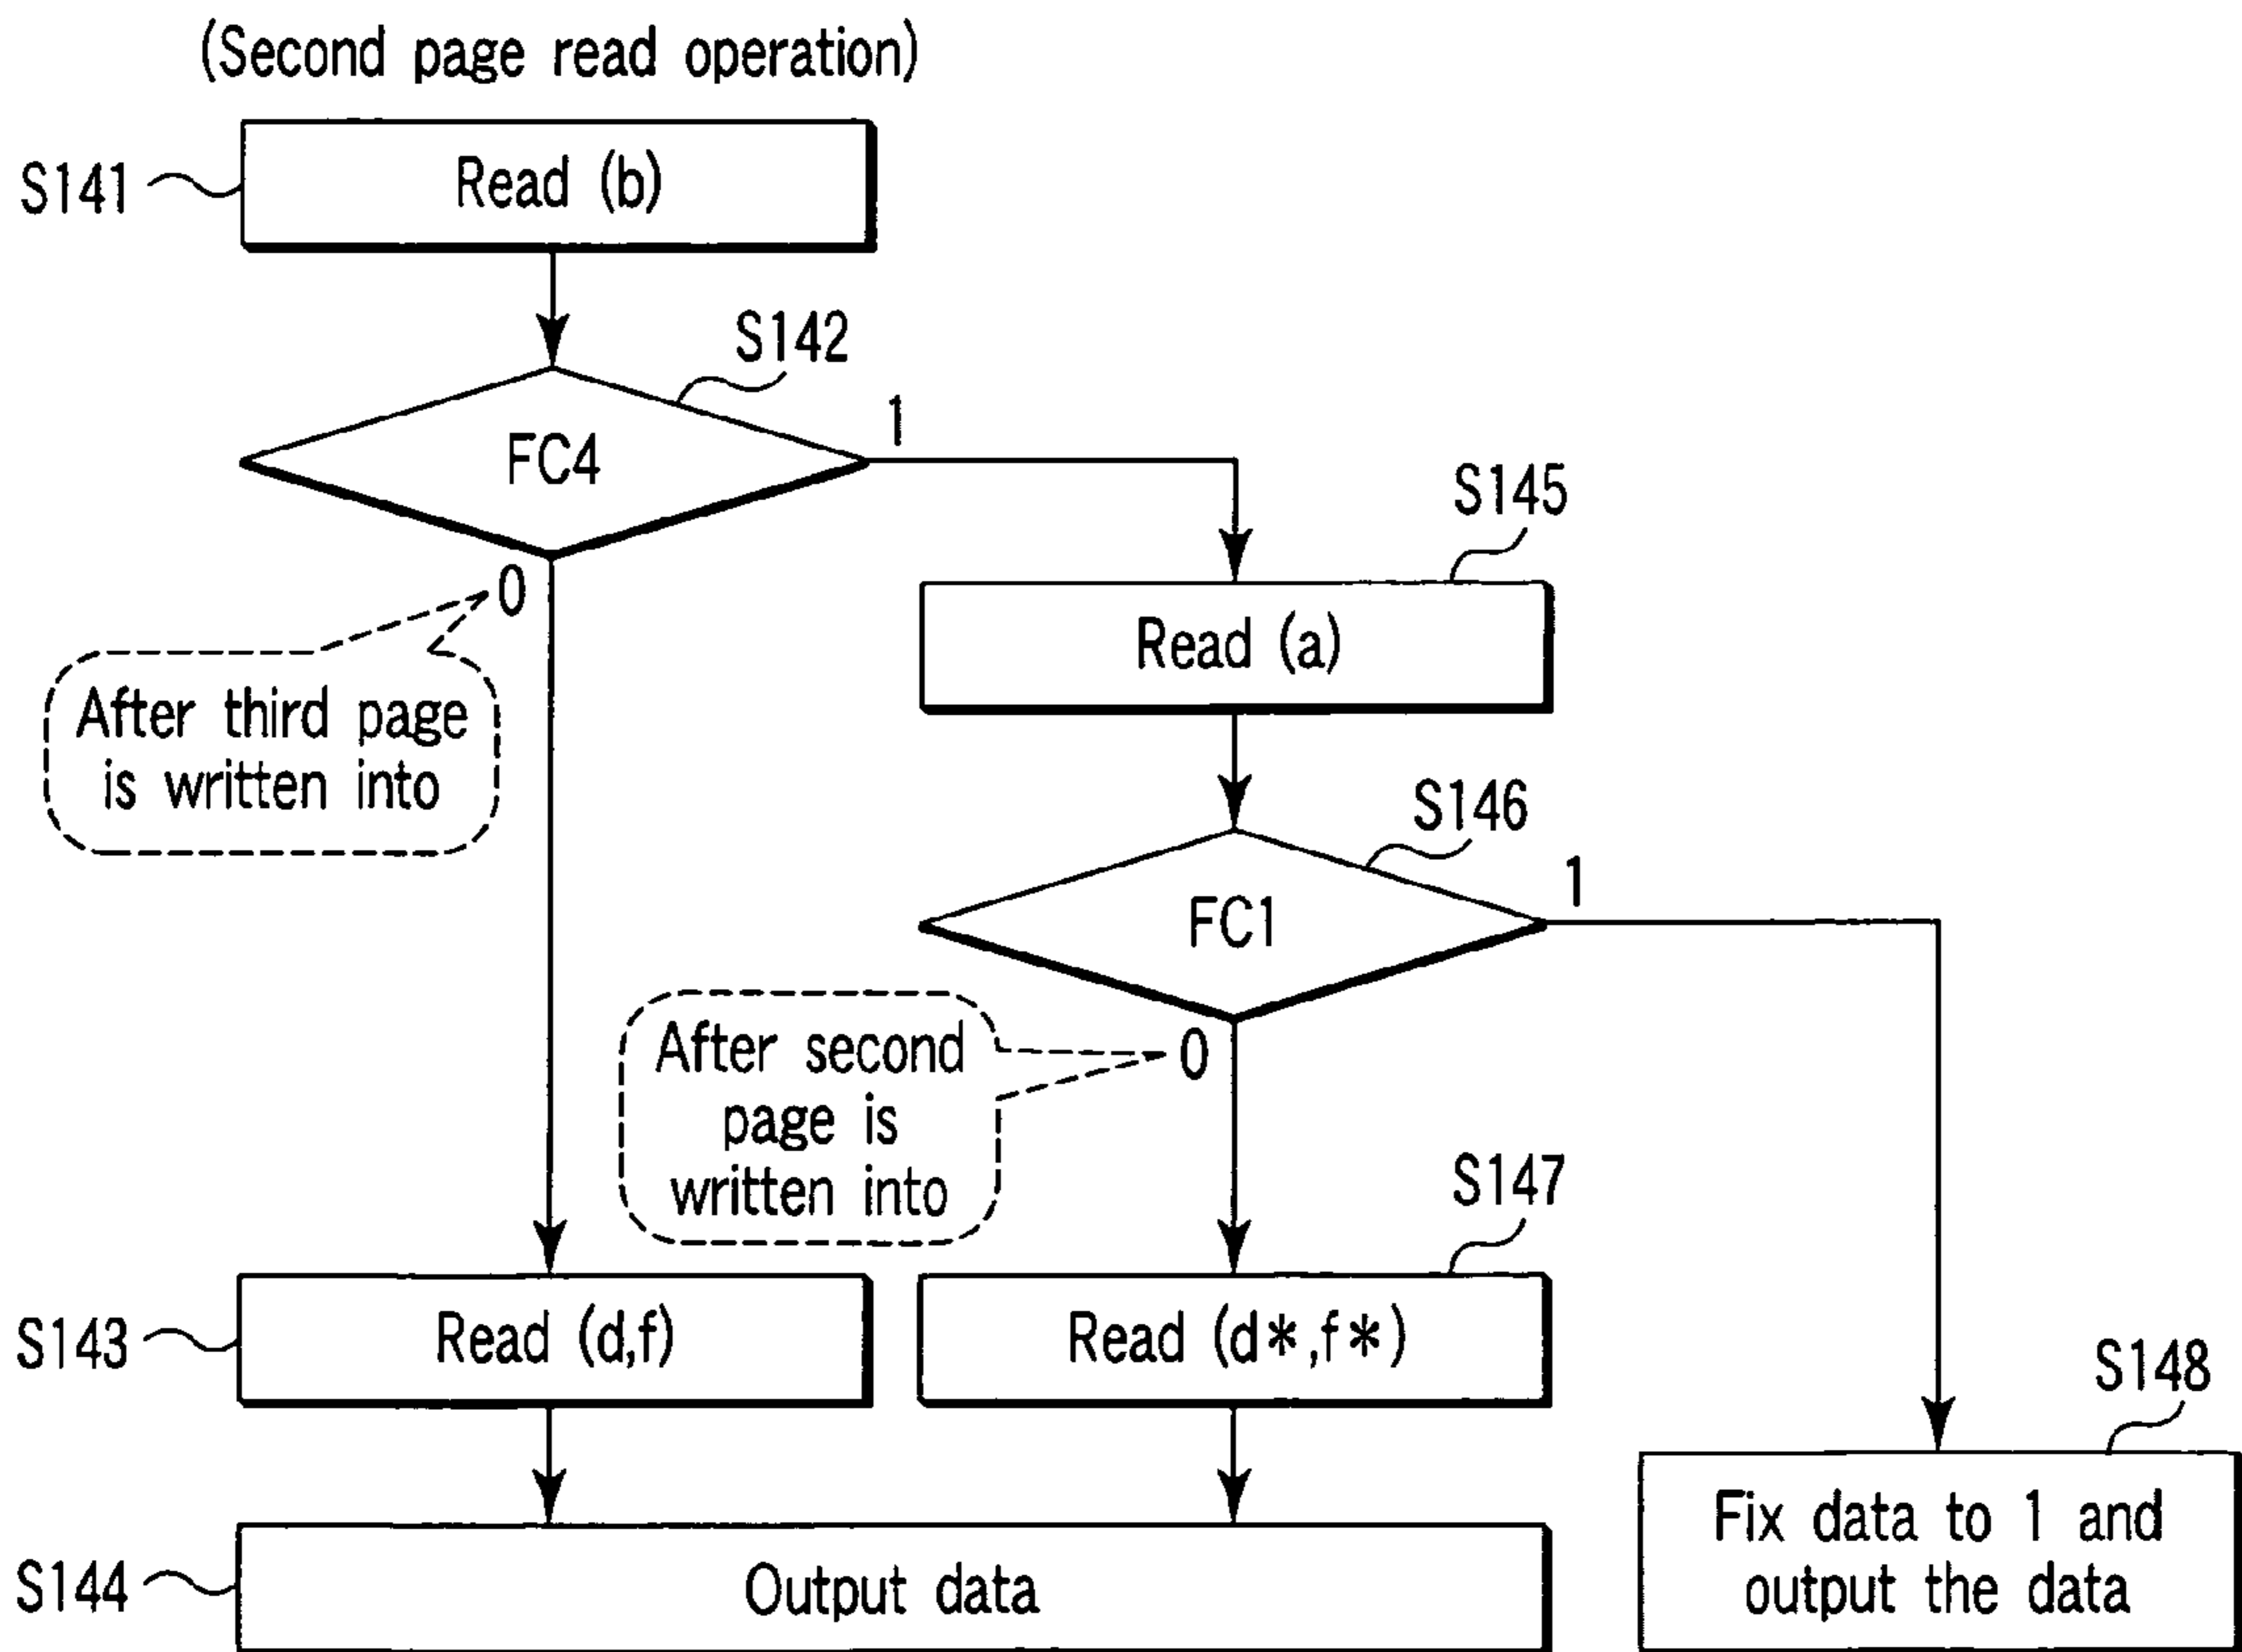 (Second page read operation)
S141
Read (b)
S142
FC4
1
0
After third page
is written into
S145
Read (a)
S146
FC1
1
0
After second
page is
written into
S143
Read (d,f)
S147
Read (d*,f*)
S144
Output data
S148
Fix data to 1 and
output the data